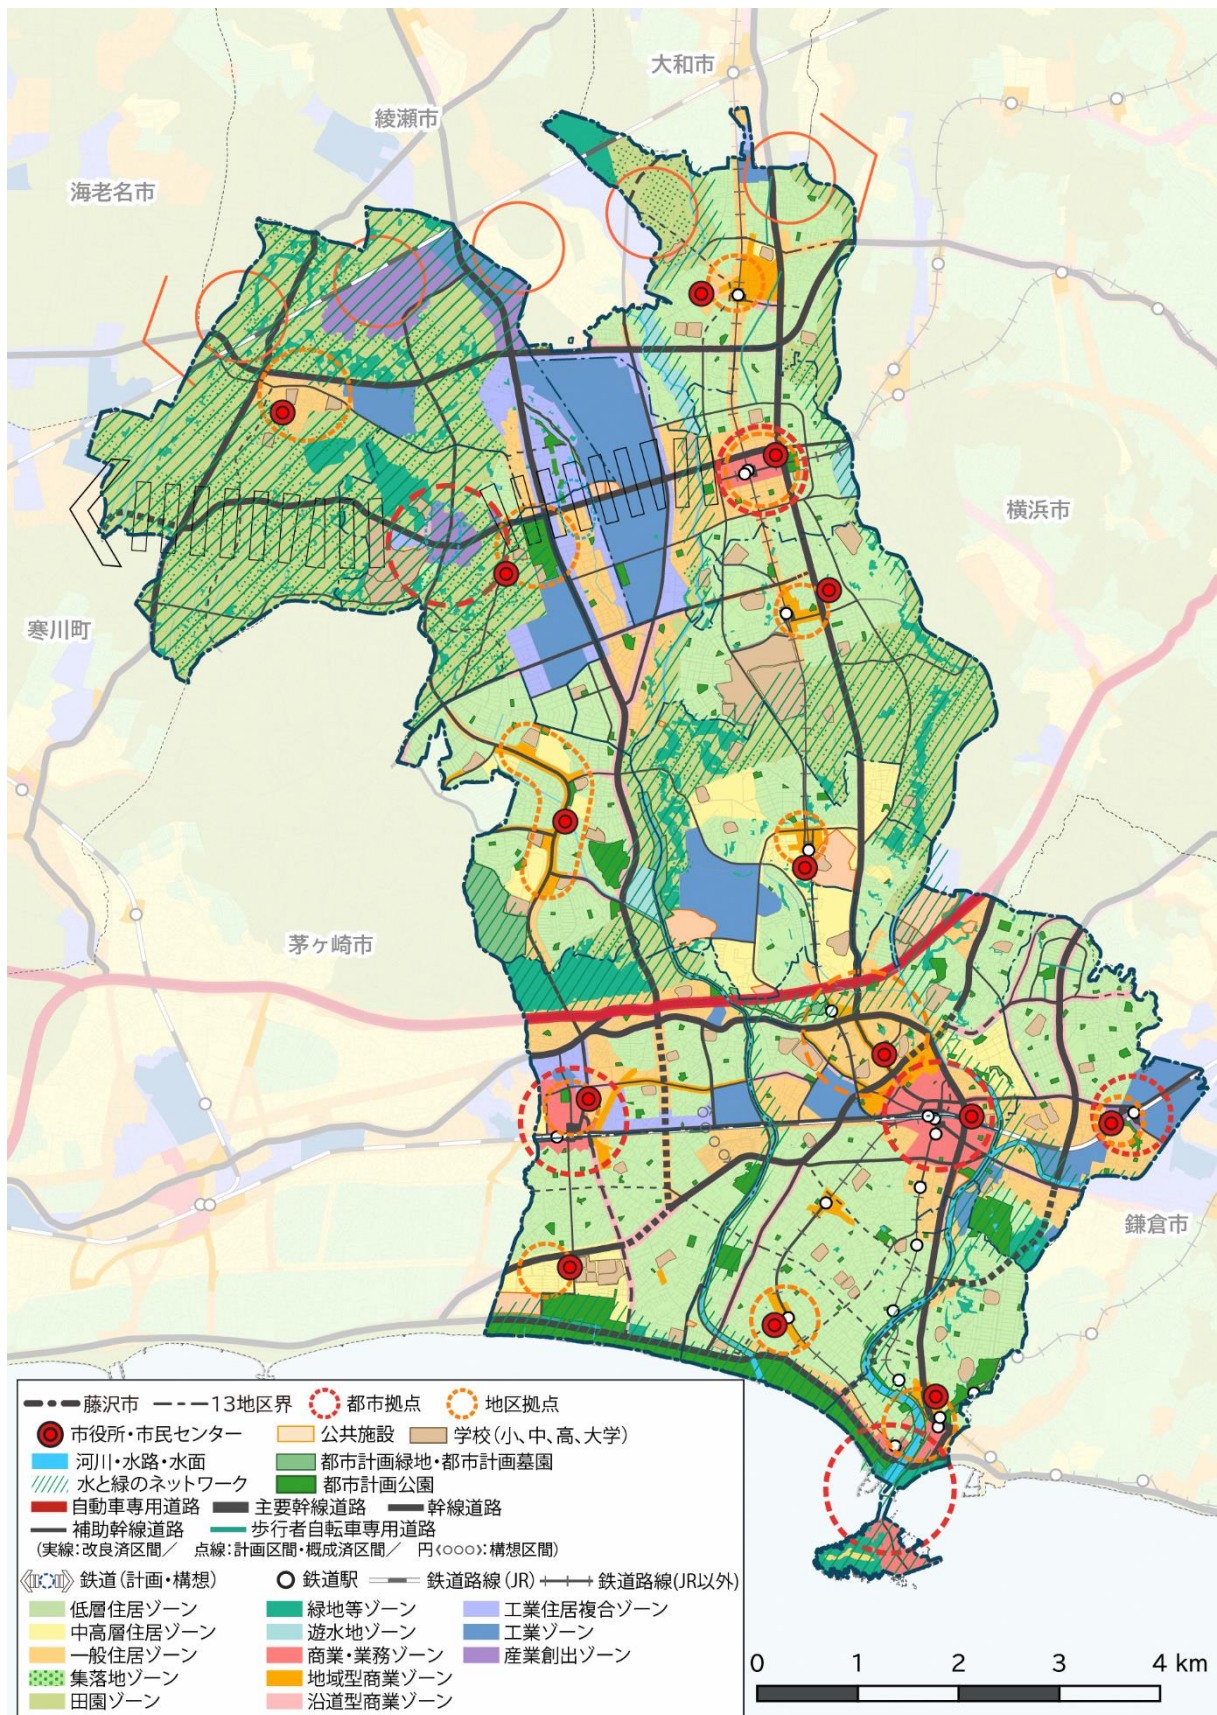 大和市
綾瀬市
海老名市
横浜市
寒川町
茅ヶ崎市
鎌倉市
藤沢市 13地区界 都市拠点 地区拠点
市役所・市民センター 公共施設 学校(小、中、高、大学)
河川・水路・水面 都市計画緑地・都市計画墓園
水と緑のネットワーク 都市計画公園
自動車専用道路 主要幹線道路 幹線道路
補助幹線道路 歩行者自転車専用道路
(実線:改良済区間/ 点線:計画区間・概成済区間/ 円(○○○):構想区間)
鉄道(計画・構想) 鉄道駅 鉄道路線(JR) 鉄道路線(JR以外)
低層住居ゾーン 緑地等ゾーン 工業住居複合ゾーン
中高層住居ゾーン 遊水地ゾーン 工業ゾーン
一般住居ゾーン 商業・業務ゾーン 産業創出ゾーン
集落地ゾーン 地域型商業ゾーン
田園ゾーン 沿道型商業ゾーン
0 1 2 3 4 km